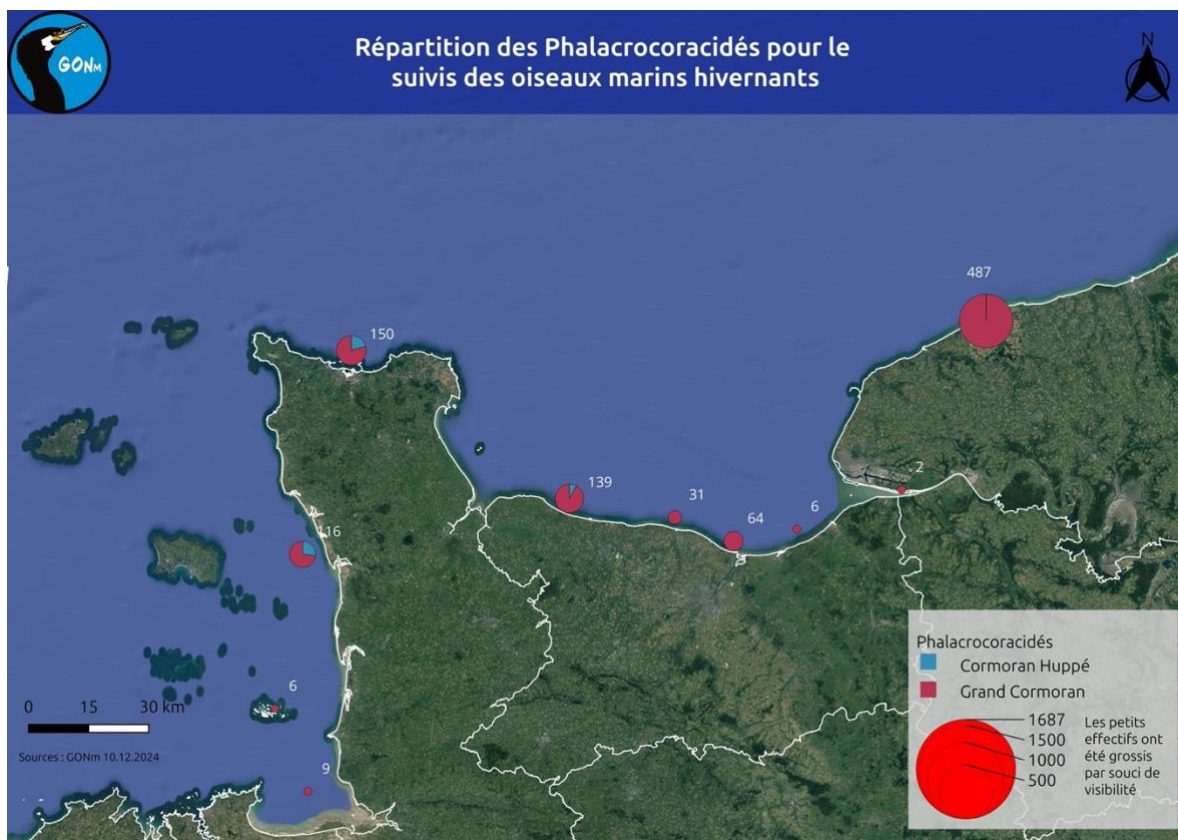 GONm
Répartition des Phalacrocoracidés pour le
suivis des oiseaux marins hivernants
N
487
150
2
139
31
64
6
116
6
9
0 15 30 km
Sources : GONm 10.12.2024
Phalacrocoracidés
Cormoran Huppé
Grand Cormoran
1687
1500
1000
500
Les petits
effectifs ont
été grossis
par souci de
visibilité